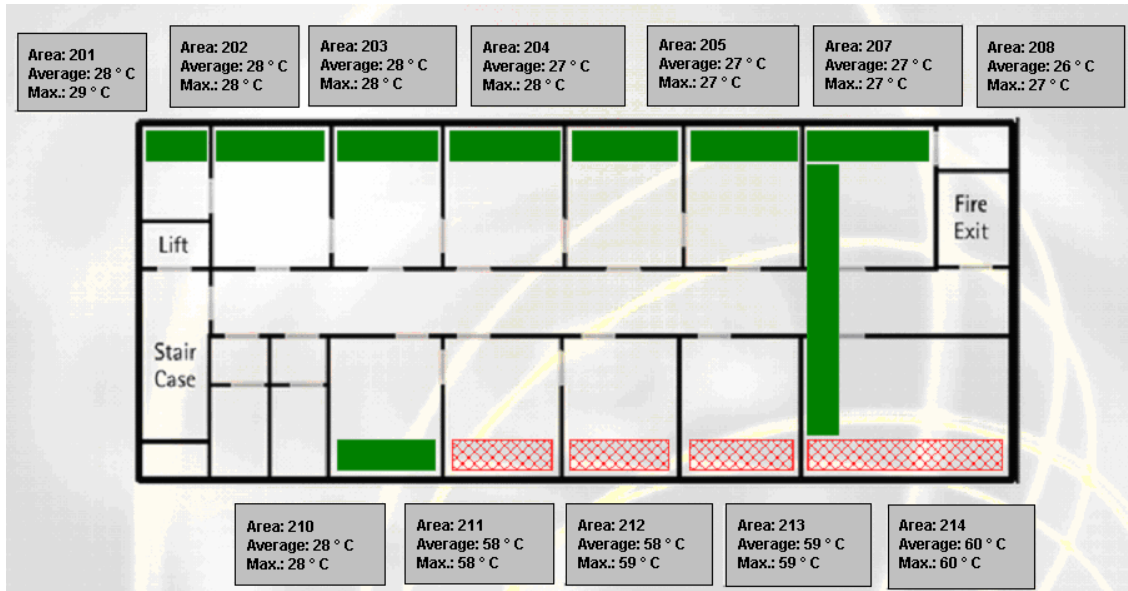 Area: 201
Average: 28 ° C
Max.: 29 ° C
Area: 202
Average: 28 ° C
Max.: 28 ° C
Area: 203
Average: 28 ° C
Max.: 28 ° C
Area: 204
Average: 27 ° C
Max.: 28 ° C
Area: 205
Average: 27 ° C
Max.: 27 ° C
Area: 207
Average: 27 ° C
Max.: 27 ° C
Area: 208
Average: 26 ° C
Max.: 27 ° C
Lift
Fire
Exit
Stair
Case
Area: 210
Average: 28 ° C
Max.: 28 ° C
Area: 211
Average: 58 ° C
Max.: 58 ° C
Area: 212
Average: 58 ° C
Max.: 59 ° C
Area: 213
Average: 59 ° C
Max.: 59 ° C
Area: 214
Average: 60 ° C
Max.: 60 ° C